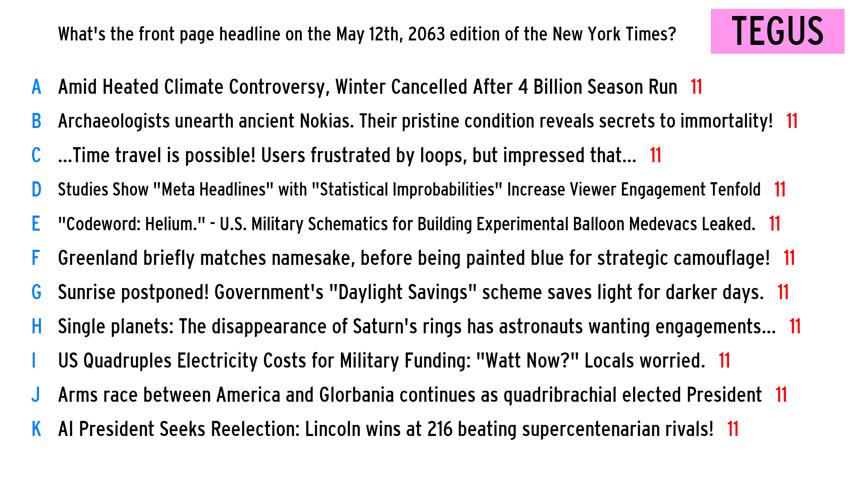 What's the front page headline on the May 12th, 2063 edition of the New York Times?
TEGUS
A Amid Heated Climate Controversy, Winter Cancelled After 4 Billion Season Run 11
B Archaeologists unearth ancient Nokias. Their pristine condition reveals secrets to immortality! 11
C ...Time travel is possible! Users frustrated by loops, but impressed that... 11
D Studies Show "Meta Headlines" with "Statistical Improbabilities" Increase Viewer Engagement Tenfold 11
E "Codeword: Helium." - U.S. Military Schematics for Building Experimental Balloon Medevacs Leaked. 11
F Greenland briefly matches namesake, before being painted blue for strategic camouflage! 11
G Sunrise postponed! Government's "Daylight Savings" scheme saves light for darker days. 11
H Single planets: The disappearance of Saturn's rings has astronauts wanting engagements... 11
I US Quadruples Electricity Costs for Military Funding: "Watt Now?" Locals worried. 11
J Arms race between America and Glorbania continues as quadribrachial elected President 11
K AI President Seeks Reelection: Lincoln wins at 216 beating supercentenarian rivals! 11